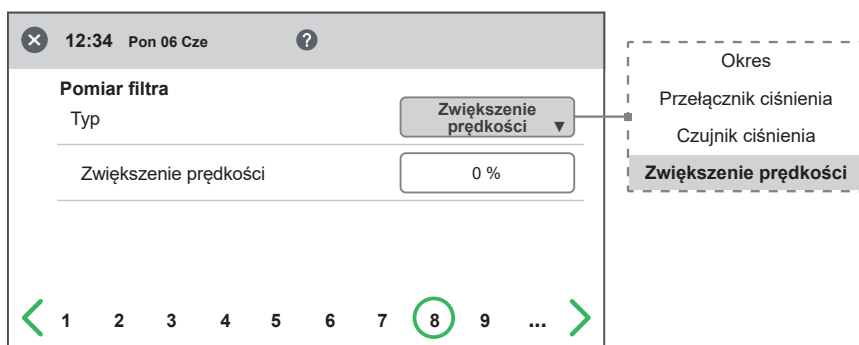 12:34 Pon 06 Cze ?
Pomiar filtra
Typ
Zwiększenie
prędkości ▼
Zwiększenie prędkości
0 %
1 2 3 4 5 6 7 8 9 ...
Okres
Przełącznik ciśnienia
Czujnik ciśnienia
Zwiększenie prędkości